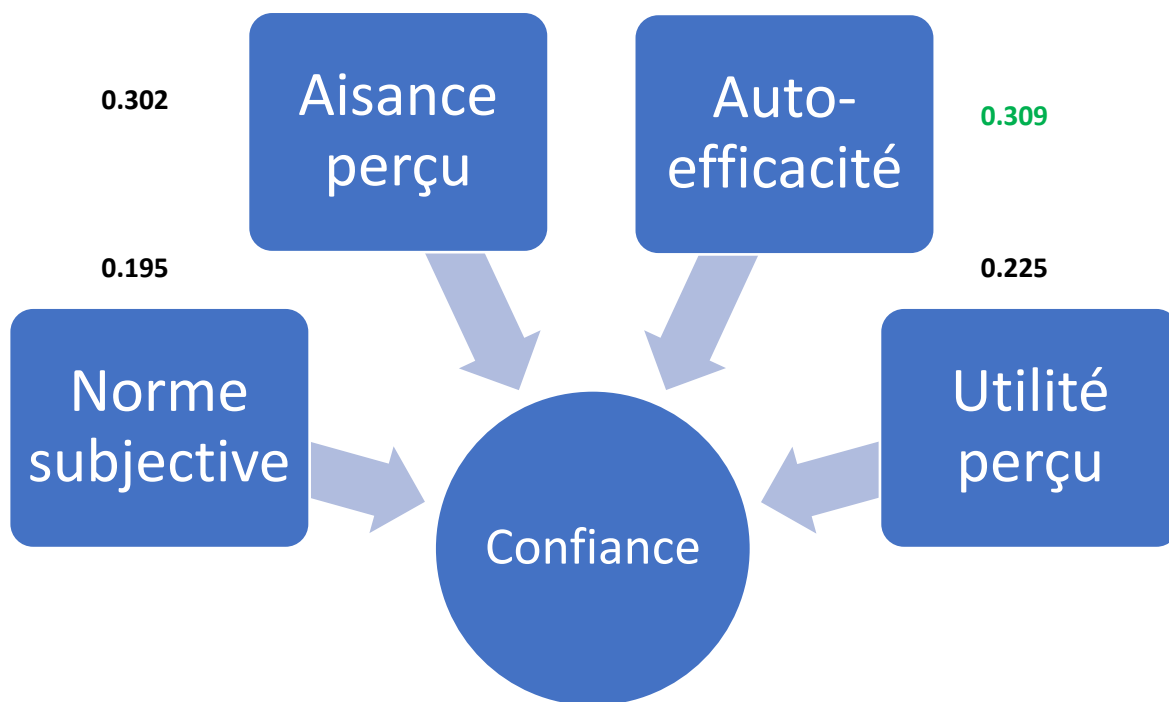 0.302
Aisance
perçu
Auto-
efficacité
0.309
0.195
Norme
subjective
0.225
Utilité
perçu
Confiance